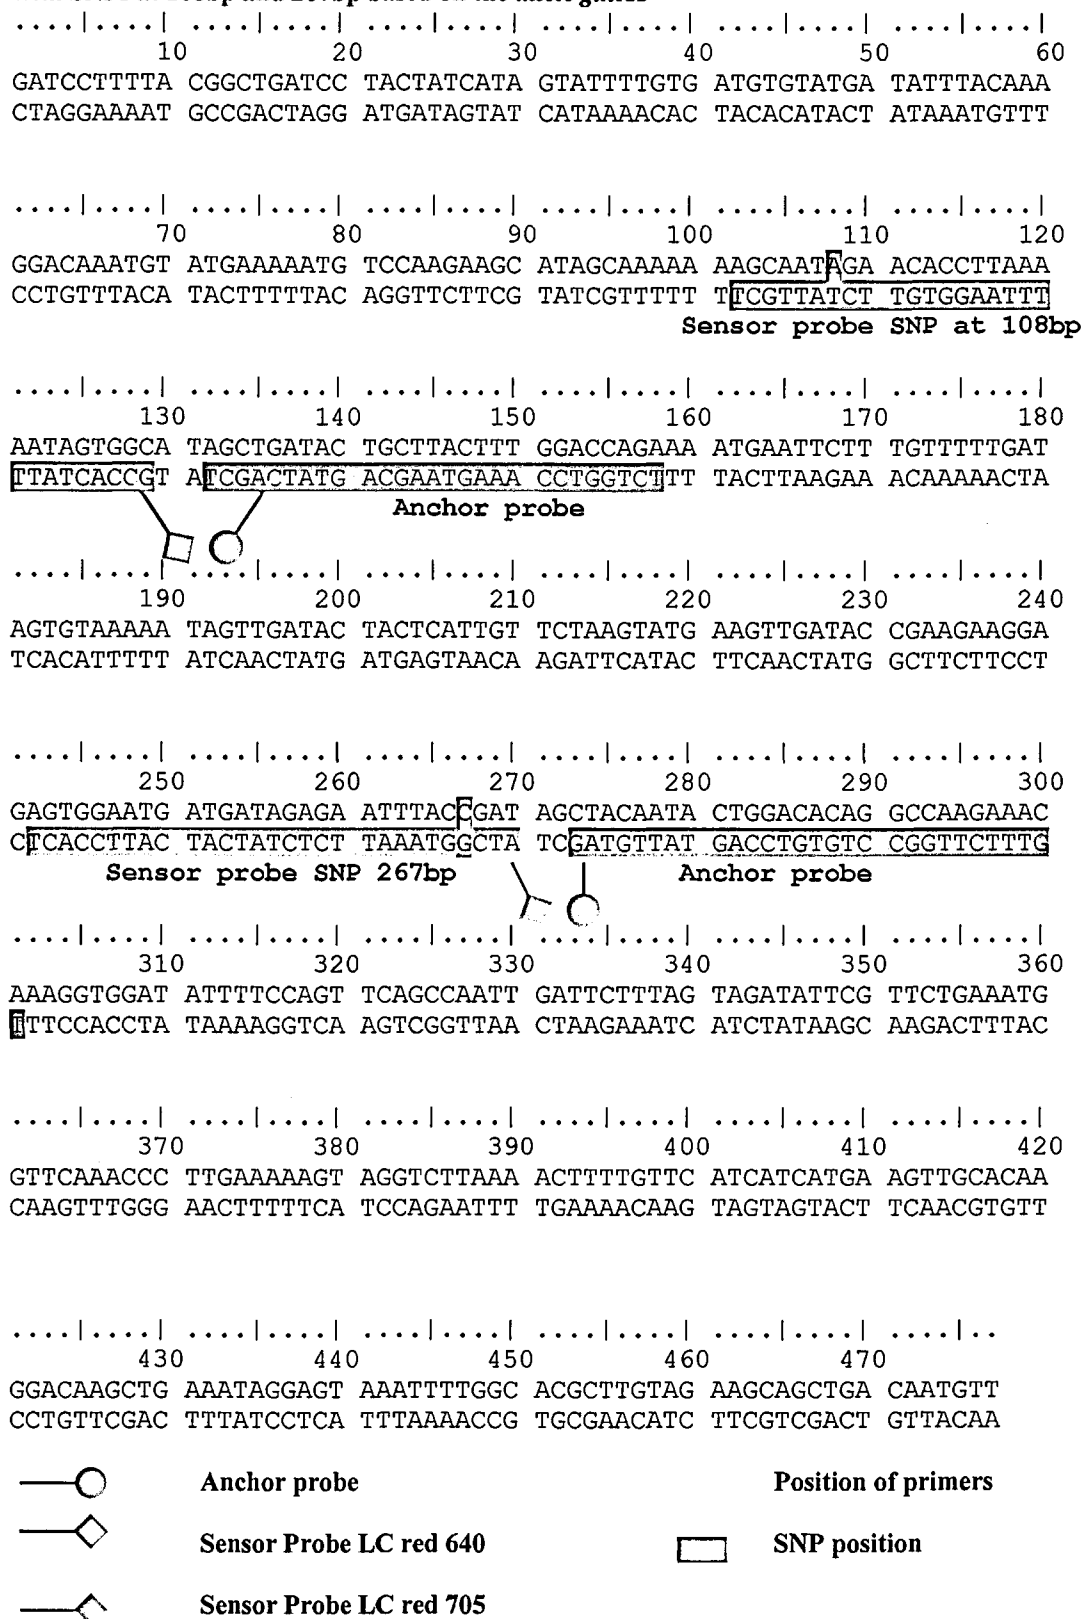 ....|....| ....|....| ....|....| ....|....| ....|....| ....|....|
10 20 30 40 50 60
GATCCTTTTA CGGCTGATCC TACTATCATA GTATTTTGTG ATGTGTATGA TATTTACAAA
CTAGGAAAAT GCCGACTAGG ATGATAGTAT CATAAAACAC TACACATACT ATAAATGTTT
....|....| ....|....| ....|....| ....|....| ....|....| ....|....|
70 80 90 100 110 120
GGACAAATGT ATGAAAAATG TCCAAGAAGC ATAGCAAAAA AAGCAATAGA ACACCTTAAA
CCTGTTTACA TACTTTTTAC AGGTTCTTCG TATCGTTTTT TTCGTTATCT TGTGGAATTT
Sensor probe SNP at 108bp
....|....| ....|....| ....|....| ....|....| ....|....| ....|....|
130 140 150 160 170 180
AATAGTGGCA TAGCTGATAC TGCTTACTTT GGACCAGAAA ATGAATTCTT TGTTTTTGAT
TTATCACCGT ATCGACTATG ACGAATGAAA CCTGGTCTTT TACTTAAGAA ACAAAAACTA
Anchor probe
....|....| ....|....| ....|....| ....|....| ....|....| ....|....|
190 200 210 220 230 240
AGTGTAAAAA TAGTTGATAC TACTCATTGT TCTAAGTATG AAGTTGATAC CGAAGAAGGA
TCACATTTTT ATCAACTATG ATGAGTAACA AGATTCATAC TTCAACTATG GCTTCTTCCT
....|....| ....|....| ....|....| ....|....| ....|....| ....|....|
250 260 270 280 290 300
GAGTGGAATG ATGATAGAGA ATTTACCGAT AGCTACAATA CTGGACACAG GCCAAGAAAC
CTCACCTTAC TACTATCTCT TAAATGGCTA TCGATGTTAT GACCTGTGTC CGGTTCTTTG
Sensor probe SNP 267bp Anchor probe
....|....| ....|....| ....|....| ....|....| ....|....| ....|....|
310 320 330 340 350 360
AAAGGTGGAT ATTTTCCAGT TCAGCCAATT GATTCTTTAG TAGATATTCG TTCTGAAATG
TTTCCACCTA TAAAAGGTCA AGTCGGTTAA CTAAGAAATC ATCTATAAGC AAGACTTTAC
....|....| ....|....| ....|....| ....|....| ....|....| ....|....|
370 380 390 400 410 420
GTTCAAACCC TTGAAAAAGT AGGTCTTAAA ACTTTTGTTC ATCATCATGA AGTTGCACAA
CAAGTTTGGG AACTTTTTCA TCCAGAATTT TGAAAACAAG TAGTAGTACT TCAACGTGTT
....|....| ....|....| ....|....| ....|....| ....|....| ....|..
430 440 450 460 470
GGACAAGCTG AAATAGGAGT AAATTTTGGC ACGCTTGTAG AAGCAGCTGA CAATGTT
CCTGTTCGAC TTTATCCTCA TTTAAAACCG TGCGAACATC TTCGTCGACT GTTACAA
Anchor probe Position of primers
Sensor Probe LC red 640 SNP position
Sensor Probe LC red 705